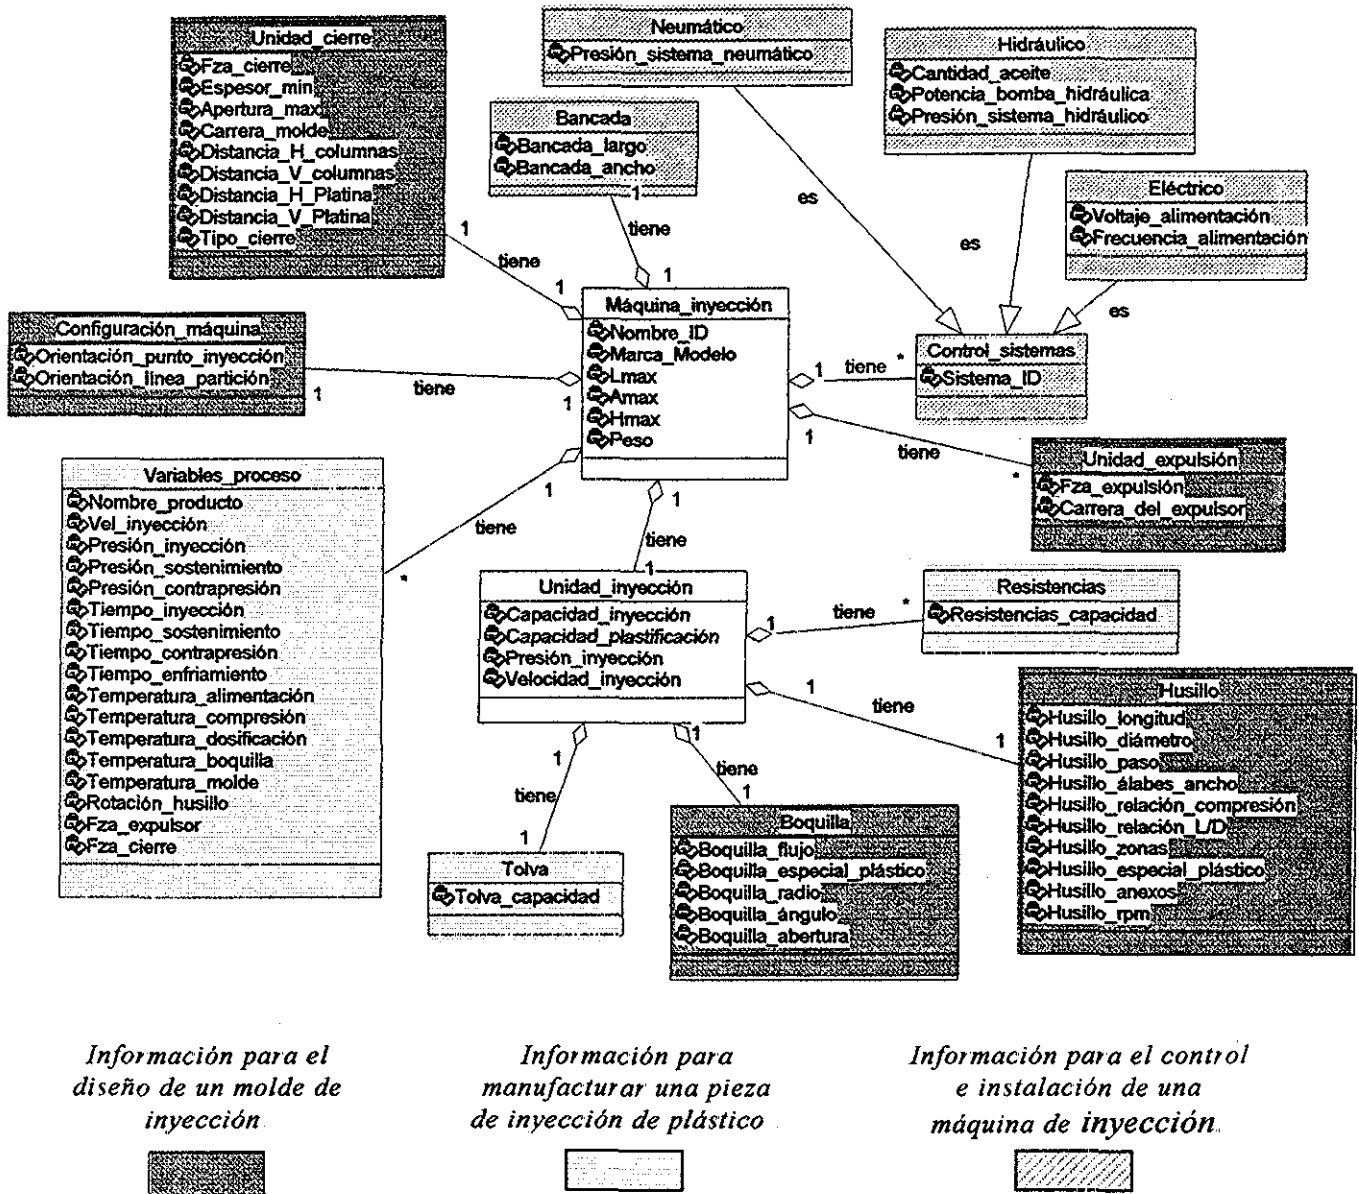 Unidad_cierre
Fza_cierre
Espesor_min
Apertura_max
Carrera_molde
Distancia_H_columnas
Distancia_V_columnas
Distancia_H_Platina
Distancia_V_Platina
Tipo_cierre
Neumático
Presión_sistema_neumático
Hidráulico
Cantidad_aceite
Potencia_bomba_hidráulica
Presión_sistema_hidráulico
Bancada
Bancada_largo
Bancada_ancho
Eléctrico
Voltaje_alimentación
Frecuencia_alimentación
1
tiene
1
1
tiene
1
es
es
es
Configuración_máquina
Orientación_punto_inyección
Orientación_linea_partición
1
tiene
1
Máquina_inyección
Nombre_ID
Marca_Modelo
Lmax
Amax
Hmax
Peso
1
tiene
*
Control_sistemas
Sistema_ID
1
tiene
*
Unidad_expulsión
Fza_expulsión
Carrera_del_expulsor
Variables_proceso
Nombre_producto
Vel_inyección
Presión_inyección
Presión_sostenimiento
Presión_contrapresión
Tiempo_inyección
Tiempo_sostenimiento
Tiempo_contrapresión
Tiempo_enfriamiento
Temperatura_alimentación
Temperatura_compresión
Temperatura_dosificación
Temperatura_boquilla
Temperatura_molde
Rotación_husillo
Fza_expulsor
Fza_cierre
1
tiene
*
1
tiene
1
Unidad_inyección
Capacidad_inyección
Capacidad_plastificación
Presión_inyección
Velocidad_inyección
1
tiene
*
Resistencias
Resistencias_capacidad
1
tiene
1
Husillo
Husillo_longitud
Husillo_diámetro
Husillo_paso
Husillo_álabes_ancho
Husillo_relación_compresión
Husillo_relación_L/D
Husillo_zonas
Husillo_especial_plástico
Husillo_anexos
Husillo_rpm
1
tiene
1
1
tiene
1
Tolva
Tolva_capacidad
Boquilla
Boquilla_flujo
Boquilla_especial_plástico
Boquilla_radio
Boquilla_ángulo
Boquilla_abertura
Información para el
diseño de un molde de
inyección
Información para
manufacturar una pieza
de inyección de plástico
Información para el control
e instalación de una
máquina de inyección